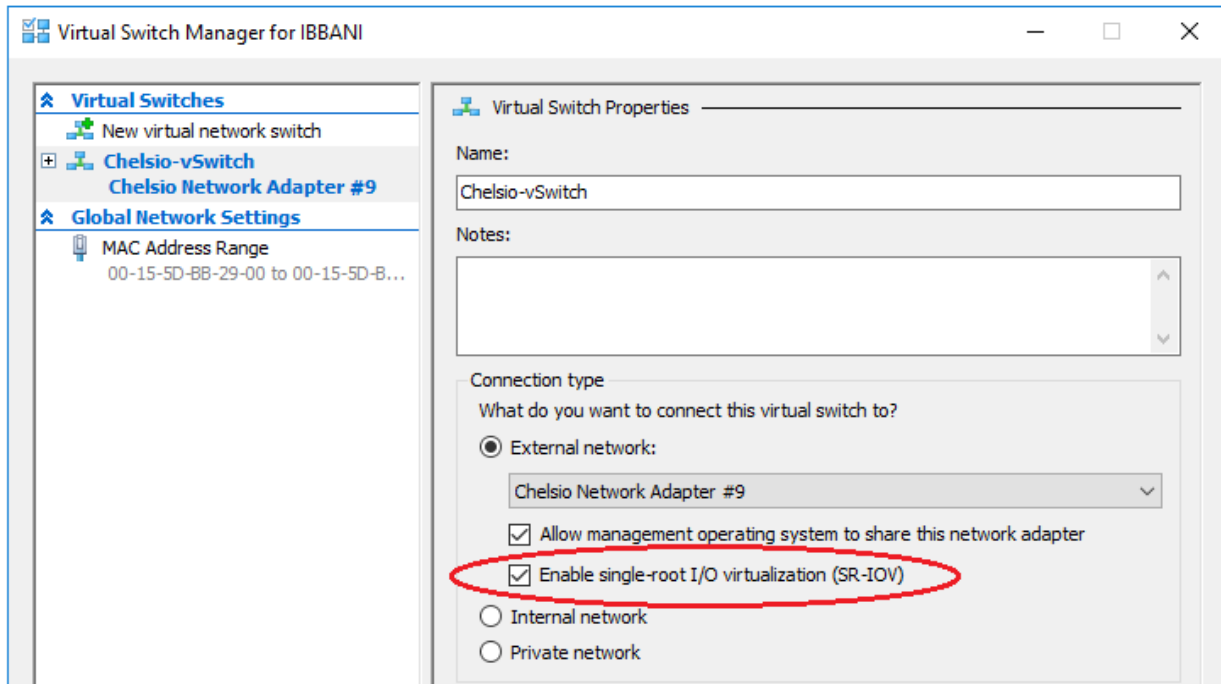 Virtual Switch Manager for IBBANI
Virtual Switches
New virtual network switch
Chelsio-vSwitch
Chelsio Network Adapter #9
Global Network Settings
MAC Address Range
00-15-5D-BB-29-00 to 00-15-5D-B...
Virtual Switch Properties
Name:
Chelsio-vSwitch
Notes:
Connection type
What do you want to connect this virtual switch to?
External network:
Chelsio Network Adapter #9
Allow management operating system to share this network adapter
Enable single-root I/O virtualization (SR-IOV)
Internal network
Private network